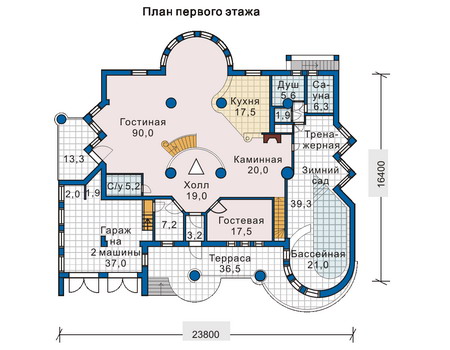 План первого этажа
Душ
5,6
Са-
уна
6,3
Кухня
17,5
1,9
Гостиная
90,0
Трена-
жерная
13,3
Каминная
20,0
Зимний
сад
С/у 5,2
Холл
19,0
2,0
1,9
39,3
Гараж
на
2 машины
37,0
7,2
3,2
Гостевая
17,5
Терраса
36,5
Бассейная
21,0
16400
23800